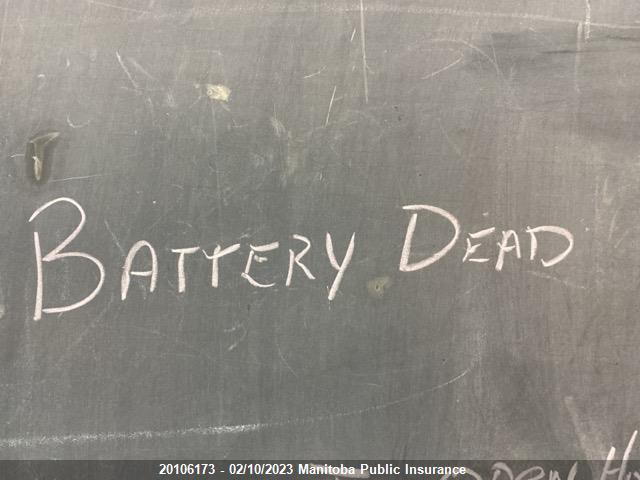 BATTERY DEAD
20106173 - 02/10/2023 Manitoba Public Insurance